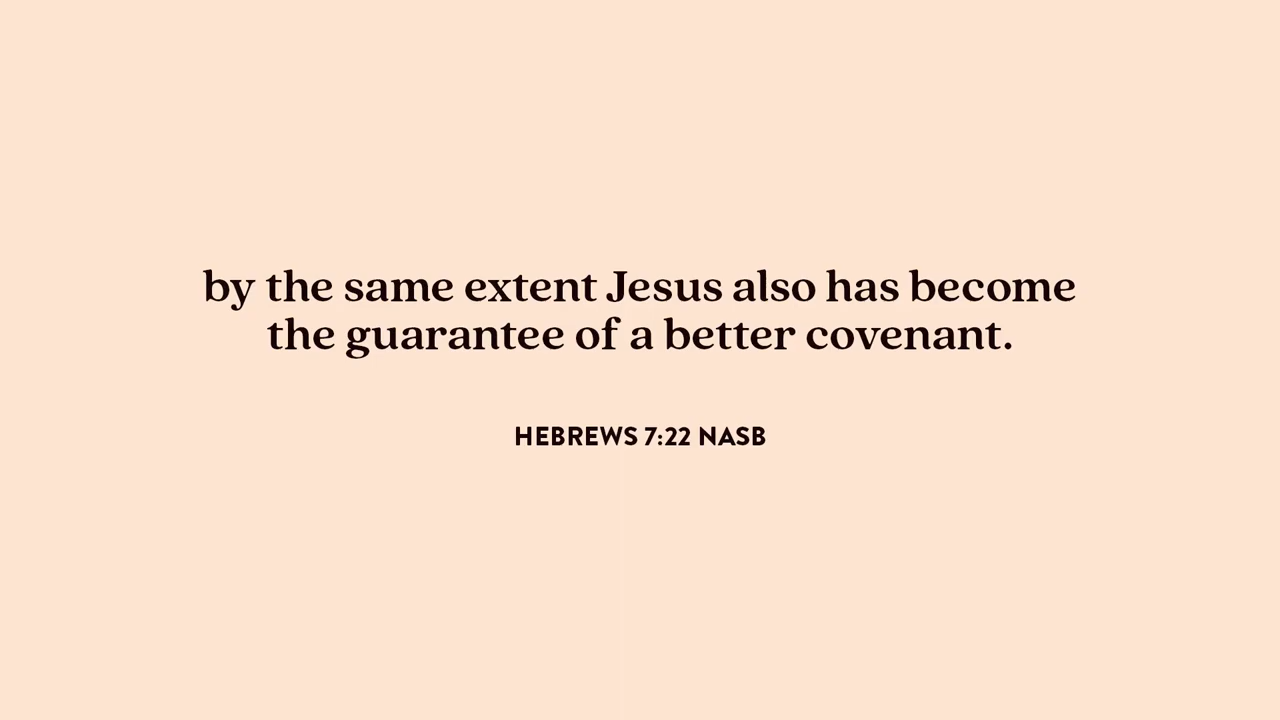 by the same extent Jesus also has become
the guarantee of a better covenant.
HEBREWS 7:22 NASB